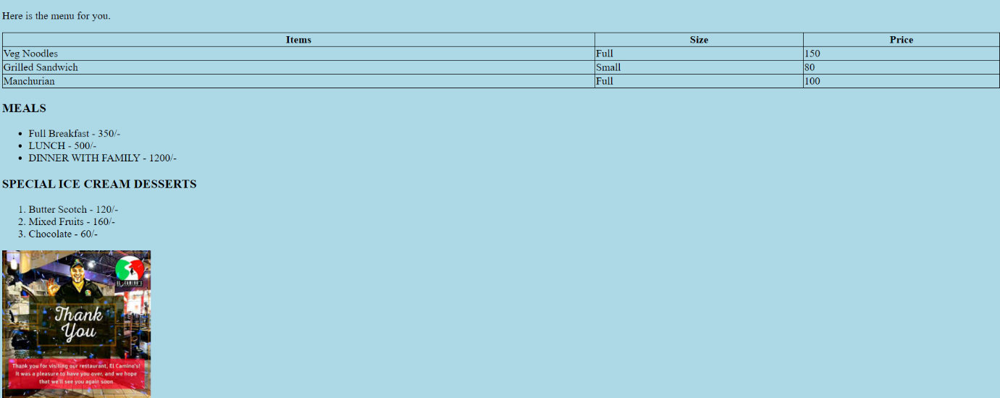 Here is the menu for you.
Items Size Price
Veg Noodles Full 150
Grilled Sandwich Small 80
Manchurian Full 100
MEALS
• Full Breakfast - 350/-
• LUNCH - 500/-
• DINNER WITH FAMILY - 1200/-
SPECIAL ICE CREAM DESSERTS
1. Butter Scotch - 120/-
2. Mixed Fruits - 160/-
3. Chocolate - 60/-
EL CAMINO'S
Thank
You
Thank you for visiting our restaurant, El Camino's!
It was a pleasure to have you over, and we hope
that we'll see you again soon